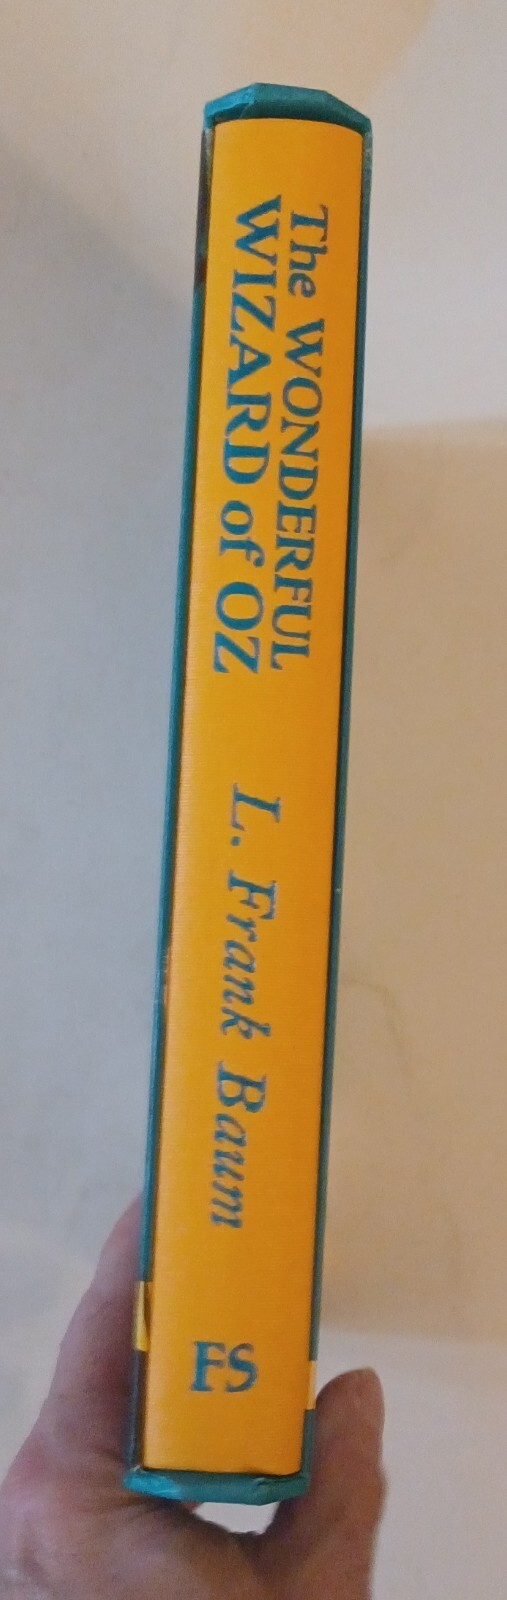 The WONDERFUL
WIZARD of OZ
L. Frank Baum
FS